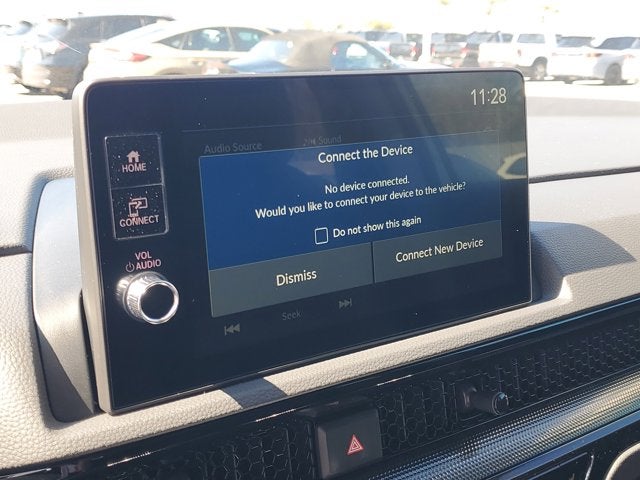 11:28
HOME
CONNECT
VOL
AUDIO
Audio Source Sound
Connect the Device
No device connected.
Would you like to connect your device to the vehicle?
Do not show this again
Dismiss Connect New Device
Seek